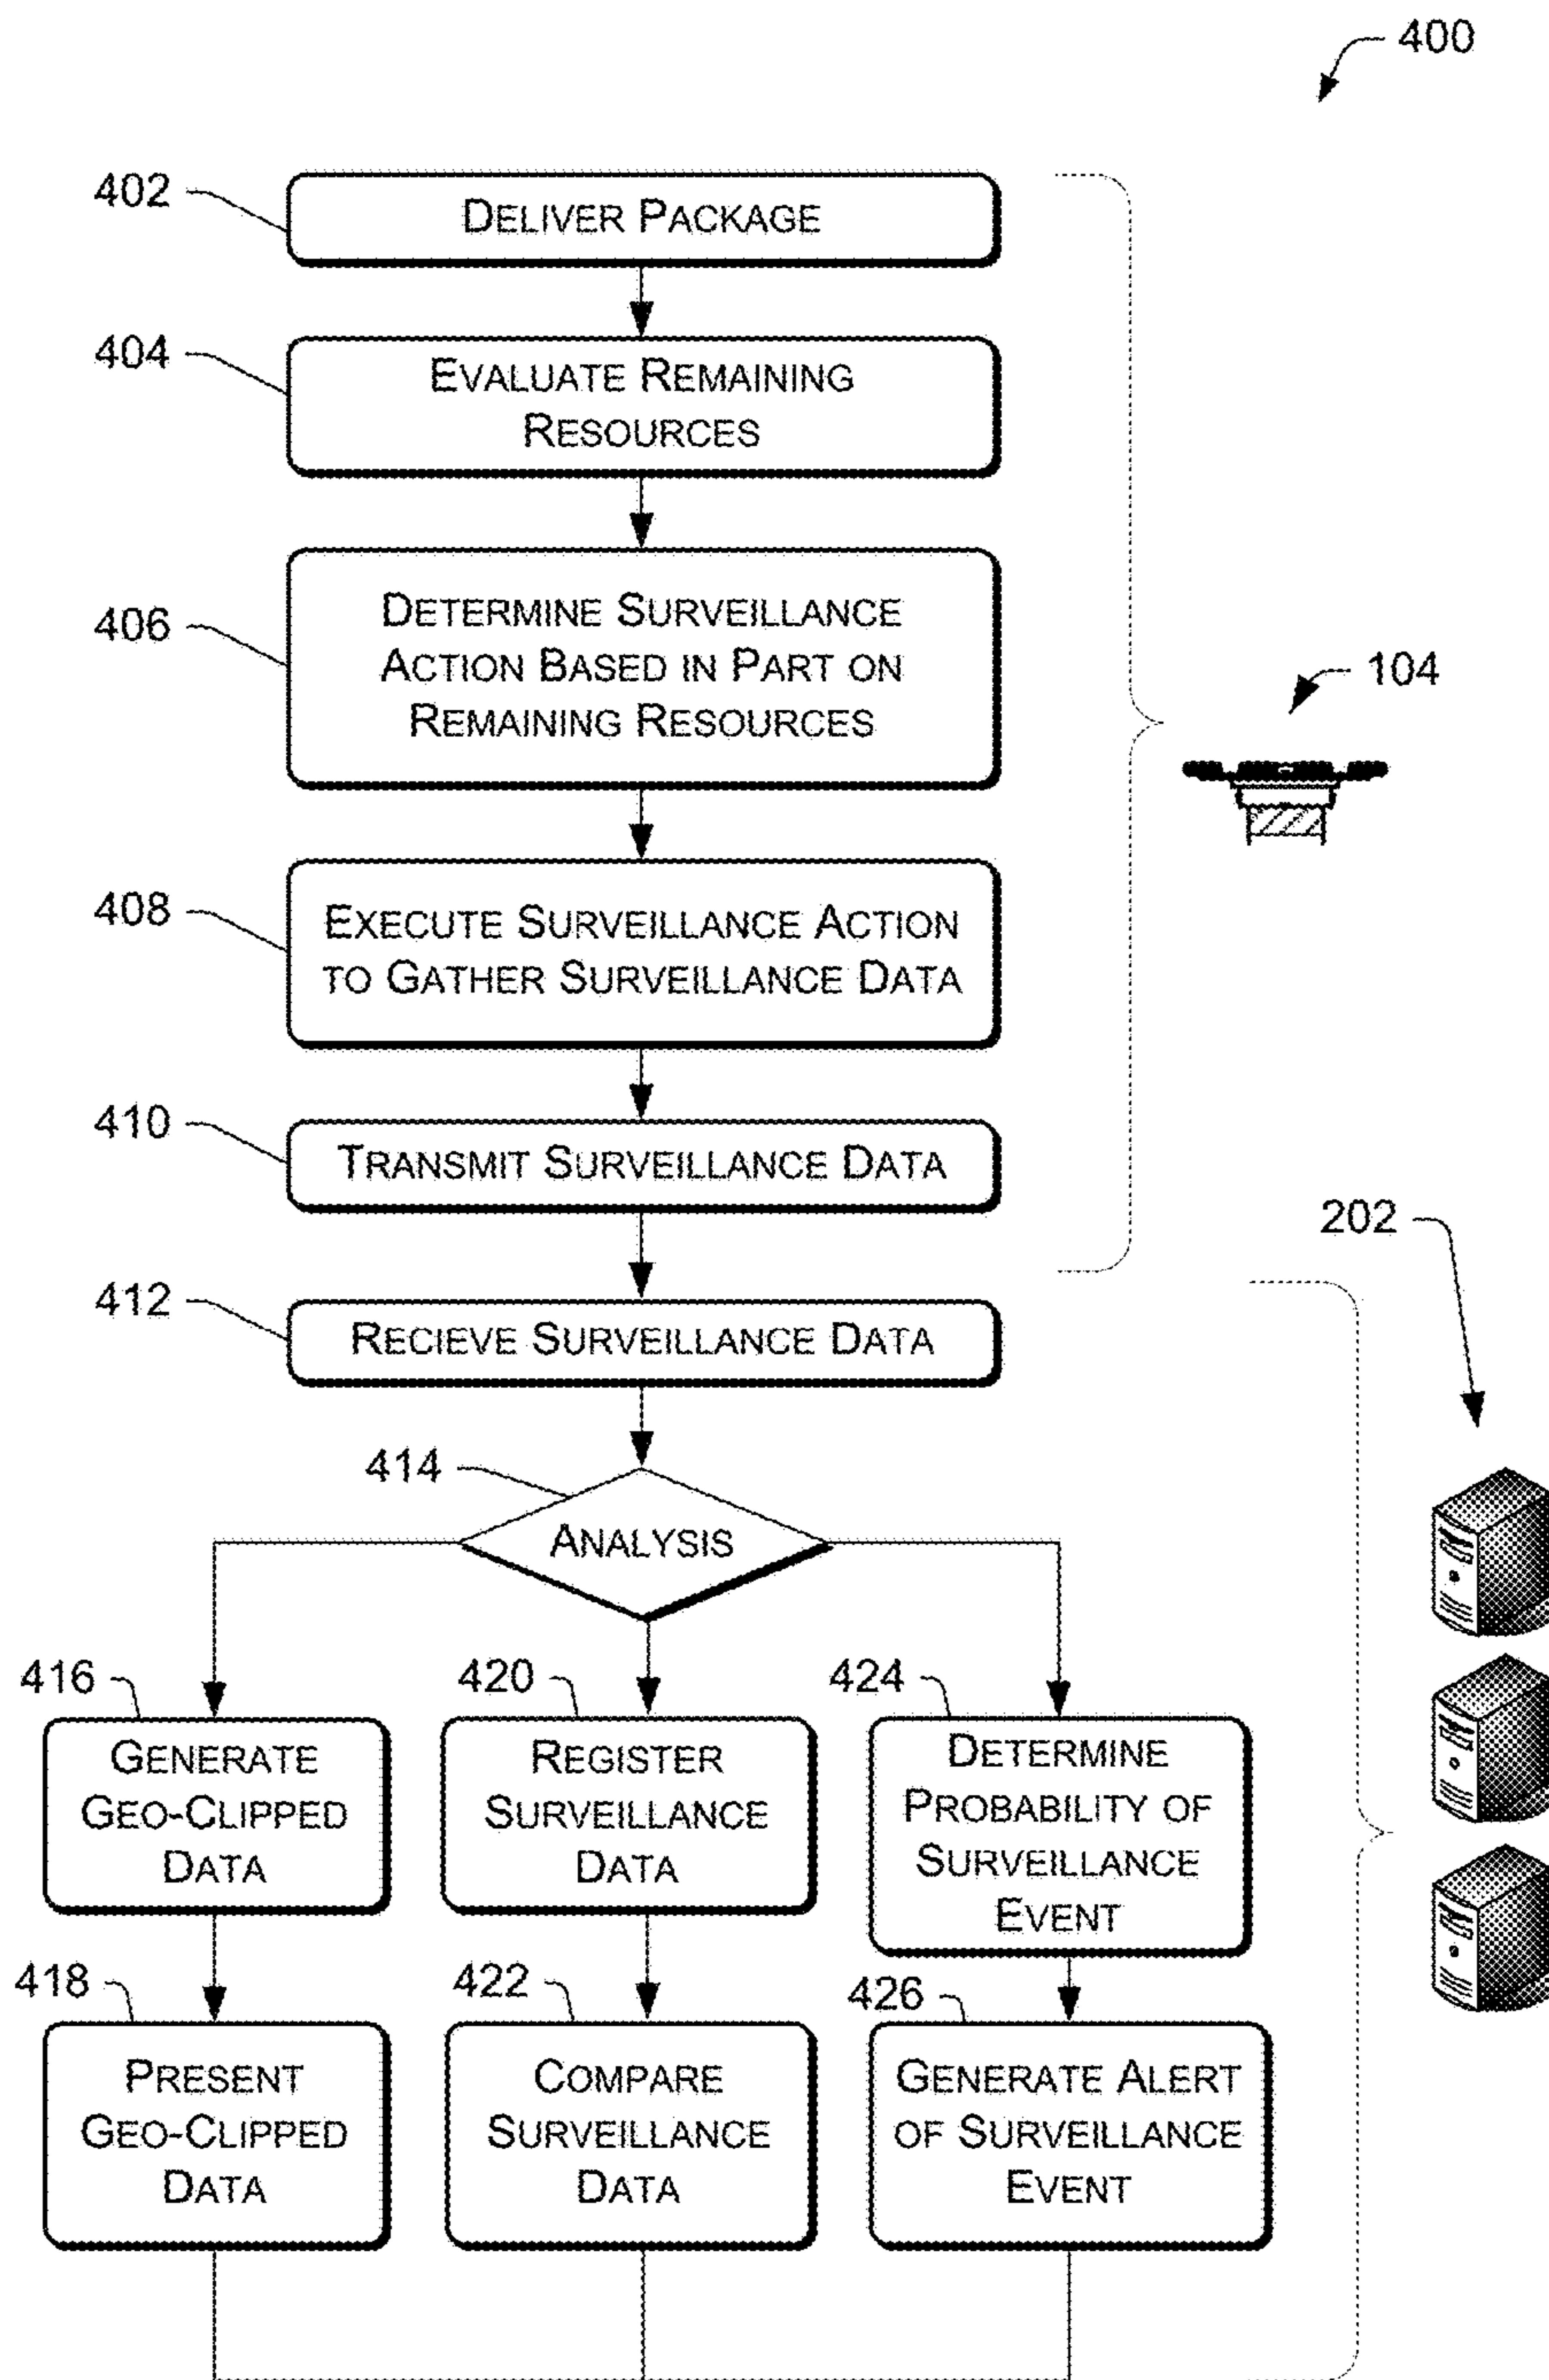 400
402
DELIVER PACKAGE
404
EVALUATE REMAINING
RESOURCES
406
DETERMINE SURVEILLANCE
ACTION BASED IN PART ON
REMAINING RESOURCES
104
408
EXECUTE SURVEILLANCE ACTION
TO GATHER SURVEILLANCE DATA
410
TRANSMIT SURVEILLANCE DATA
202
412
RECIEVE SURVEILLANCE DATA
414
ANALYSIS
416
GENERATE
GEO-CLIPPED
DATA
420
REGISTER
SURVEILLANCE
DATA
424
DETERMINE
PROBABILITY OF
SURVEILLANCE
EVENT
418
PRESENT
GEO-CLIPPED
DATA
422
COMPARE
SURVEILLANCE
DATA
426
GENERATE ALERT
OF SURVEILLANCE
EVENT